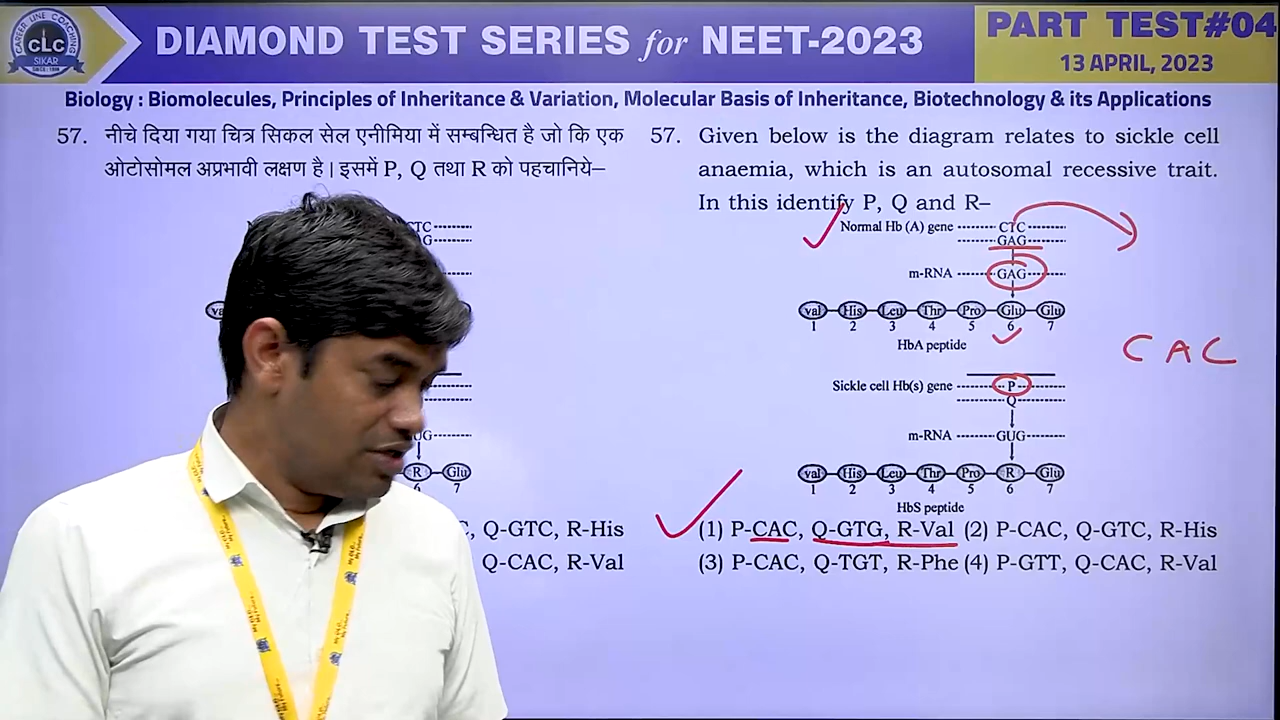 CAREER LINE COACHING
CLC
SIKAR
DIAMOND TEST SERIES for NEET-2023
PART TEST#04
13 APRIL, 2023
Biology : Biomolecules, Principles of Inheritance & Variation, Molecular Basis of Inheritance, Biotechnology & its Applications
57. नीचे दिया गया चित्र सिकल सेल एनीमिया में सम्बन्धित है जो कि एक
ओटोसोमल अप्रभावी लक्षण है। इसमें P, Q तथा R को पहचानिये–
CTC
G
UG
R Glu
6 7
Q-GTC, R-His
Q-CAC, R-Val
57. Given below is the diagram relates to sickle cell
anaemia, which is an autosomal recessive trait.
In this identify P, Q and R–
Normal Hb (A) gene CTC
GAG
m-RNA GAG
val His Leu Thr Pro Glu Glu
1 2 3 4 5 6 7
HbA peptide
CAC
Sickle cell Hb(s) gene P
Q
m-RNA GUG
val His Leu Thr Pro R Glu
1 2 3 4 5 6 7
HbS peptide
(1) P-CAC, Q-GTG, R-Val (2) P-CAC, Q-GTC, R-His
(3) P-CAC, Q-TGT, R-Phe (4) P-GTT, Q-CAC, R-Val